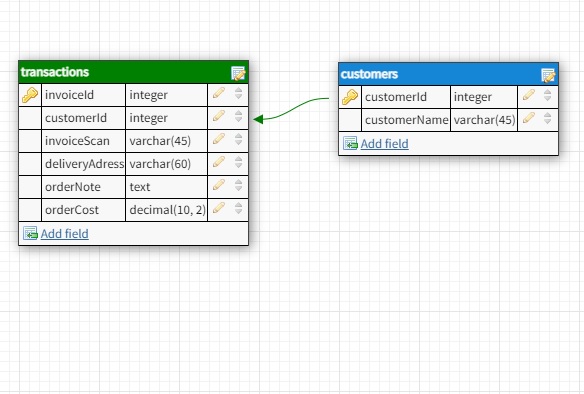 transactions
invoiceId integer
customerId integer
invoiceScan varchar(45)
deliveryAdress varchar(60)
orderNote text
orderCost decimal(10, 2)
Add field
customers
customerId integer
customerName varchar(45)
Add field